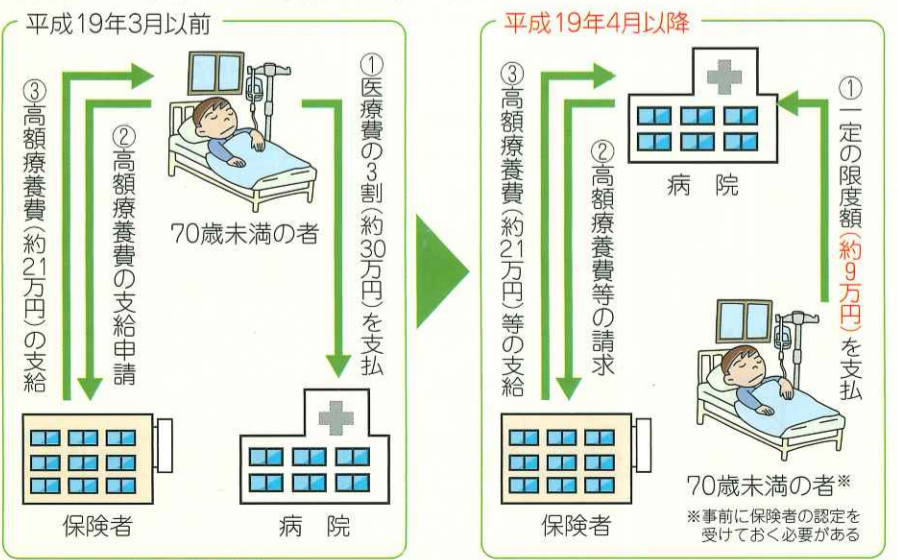 平成19年3月以前
③高額療養費(約21万円)の支給
②高額療養費の支給申請
①医療費の3割(約30万円)を支払
70歳未満の者
保険者
病 院
平成19年4月以降
③高額療養費(約21万円)等の支給
②高額療養費等の請求
①一定の限度額(約9万円)を支払
病 院
70歳未満の者※
※事前に保険者の認定を
受けておく必要がある
保険者